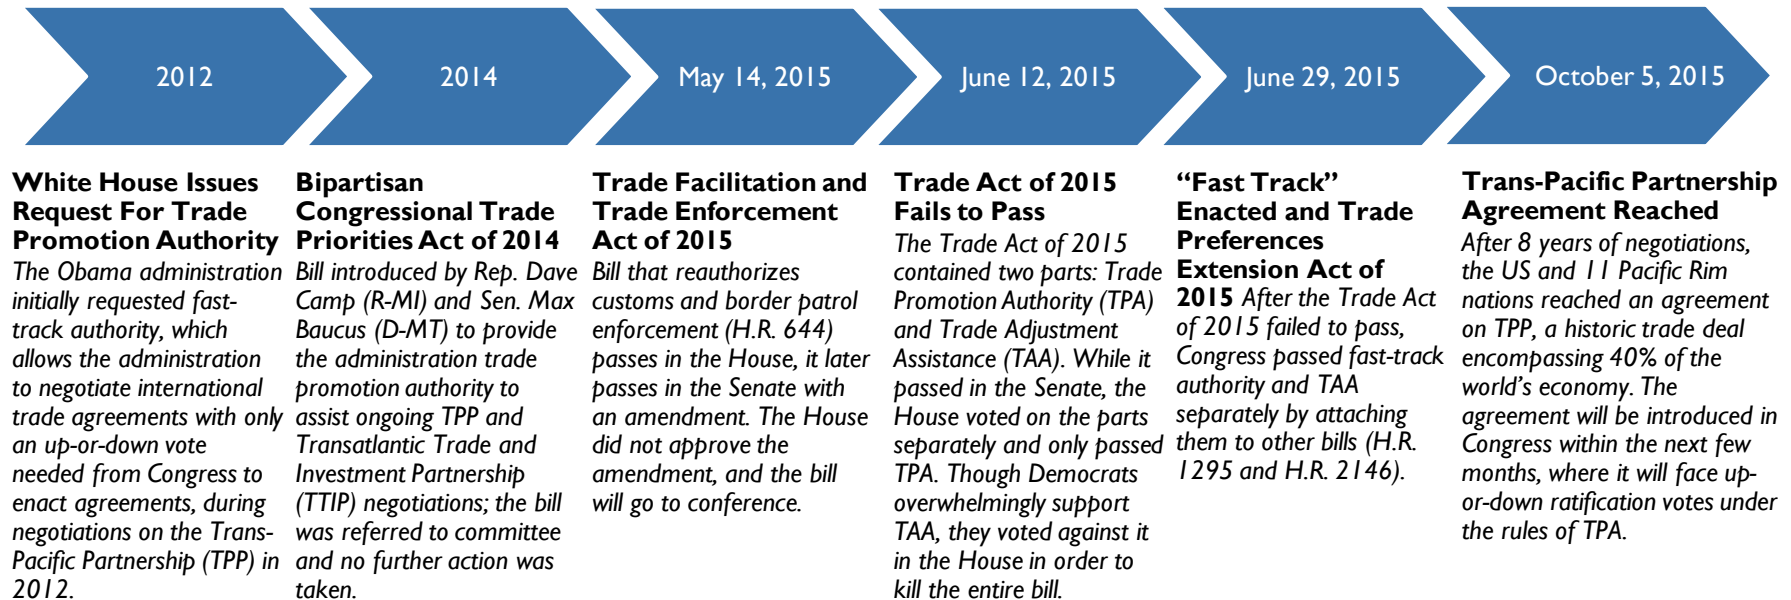 2012
2014
May 14, 2015
June 12, 2015
June 29, 2015
October 5, 2015
White House Issues
Request For Trade
Promotion Authority
The Obama administration
initially requested fast-
track authority, which
allows the administration
to negotiate international
trade agreements with only
an up-or-down vote
needed from Congress to
enact agreements, during
negotiations on the Trans-
Pacific Partnership (TPP) in
2012.
Bipartisan
Congressional Trade
Priorities Act of 2014
Bill introduced by Rep. Dave
Camp (R-MI) and Sen. Max
Baucus (D-MT) to provide
the administration trade
promotion authority to
assist ongoing TPP and
Transatlantic Trade and
Investment Partnership
(TTIP) negotiations; the bill
was referred to committee
and no further action was
taken.
Trade Facilitation and
Trade Enforcement
Act of 2015
Bill that reauthorizes
customs and border patrol
enforcement (H.R. 644)
passes in the House, it later
passes in the Senate with
an amendment. The House
did not approve the
amendment, and the bill
will go to conference.
Trade Act of 2015
Fails to Pass
The Trade Act of 2015
contained two parts: Trade
Promotion Authority (TPA)
and Trade Adjustment
Assistance (TAA). While it
passed in the Senate, the
House voted on the parts
separately and only passed
TPA. Though Democrats
overwhelmingly support
TAA, they voted against it
in the House in order to
kill the entire bill.
“Fast Track”
Enacted and Trade
Preferences
Extension Act of
2015 After the Trade Act
of 2015 failed to pass,
Congress passed fast-track
authority and TAA
separately by attaching
them to other bills (H.R.
1295 and H.R. 2146).
Trans-Pacific Partnership
Agreement Reached
After 8 years of negotiations,
the US and 11 Pacific Rim
nations reached an agreement
on TPP, a historic trade deal
encompassing 40% of the
world’s economy. The
agreement will be introduced in
Congress within the next few
months, where it will face up-
or-down ratification votes under
the rules of TPA.